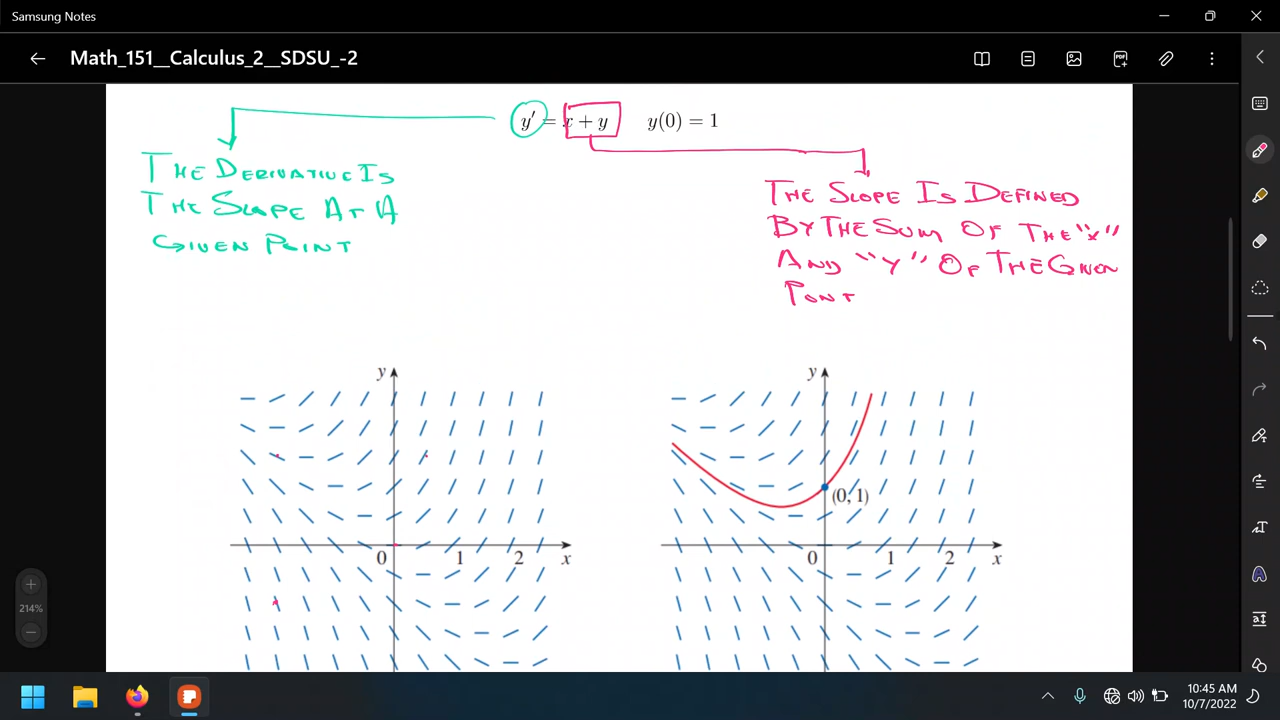 Samsung Notes
Math_151__Calculus_2__SDSU_-2
y′ = x + y y(0) = 1
THE DERIVATIVE IS
THE SLOPE AT A
GIVEN POINT
THE SLOPE IS DEFINED
BY THE SUM OF THE "X"
AND "Y" OF THE GIVEN
POINT
y
0 1 2 x
y
(0, 1)
0 1 2 x
214%
10:45 AM
10/7/2022